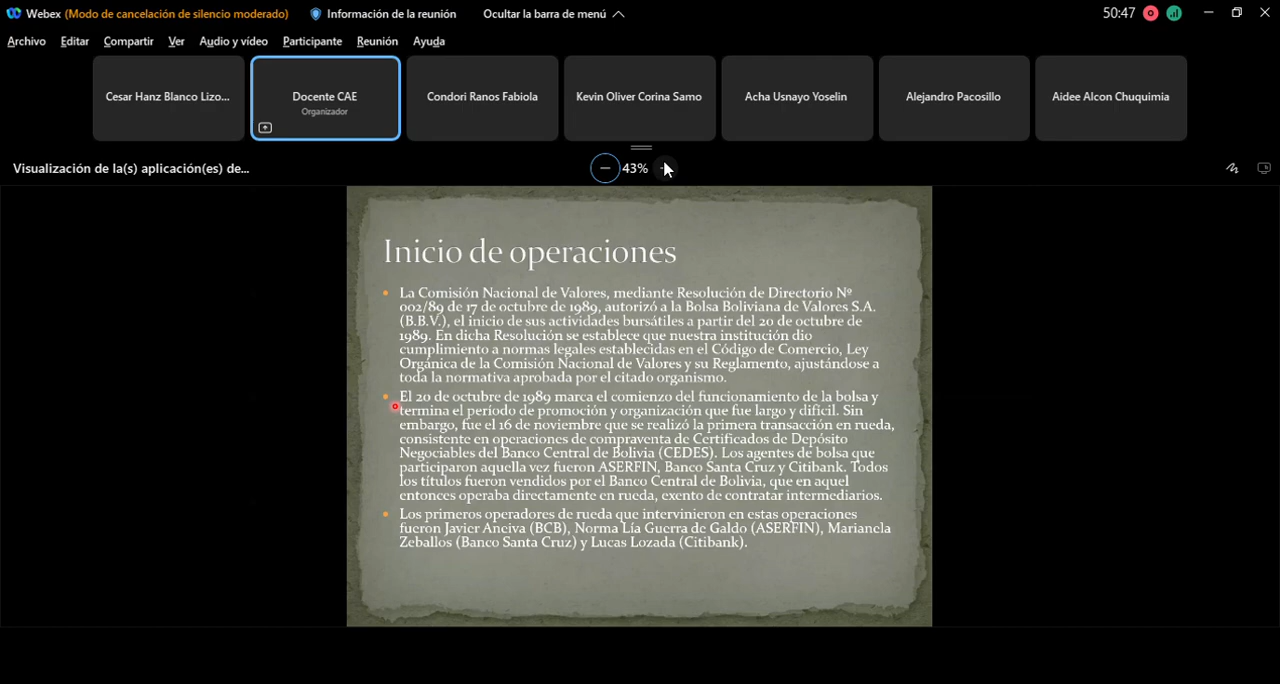 Webex (Modo de cancelación de silencio moderado) Información de la reunión Ocultar la barra de menú 50:47
Archivo Editar Compartir Ver Audio y vídeo Participante Reunión Ayuda
Cesar Hanz Blanco Lizo... Docente CAE Condori Ranos Fabiola Kevin Oliver Corina Samo Acha Usnayo Yoselin Alejandro Pacosillo Aidee Alcon Chuquimia
Organizador
Visualización de la(s) aplicación(es) de... 43%
Inicio de operaciones
La Comisión Nacional de Valores, mediante Resolución de Directorio Nº
002/89 de 17 de octubre de 1989, autorizó a la Bolsa Boliviana de Valores S.A.
(B.B.V.), el inicio de sus actividades bursátiles a partir del 20 de octubre de
1989. En dicha Resolución se establece que nuestra institución dio
cumplimiento a normas legales establecidas en el Código de Comercio, Ley
Orgánica de la Comisión Nacional de Valores y su Reglamento, ajustándose a
toda la normativa aprobada por el citado organismo.
El 20 de octubre de 1989 marca el comienzo del funcionamiento de la bolsa y
termina el período de promoción y organización que fue largo y difícil. Sin
embargo, fue el 16 de noviembre que se realizó la primera transacción en rueda,
consistente en operaciones de compraventa de Certificados de Depósito
Negociables del Banco Central de Bolivia (CEDES). Los agentes de bolsa que
participaron aquella vez fueron ASERFIN, Banco Santa Cruz y Citibank. Todos
los títulos fueron vendidos por el Banco Central de Bolivia, que en aquel
entonces operaba directamente en rueda, exento de contratar intermediarios.
Los primeros operadores de rueda que intervinieron en estas operaciones
fueron Javier Aneiva (BCB), Norma Lía Guerra de Galdo (ASERFIN), Marianela
Zeballos (Banco Santa Cruz) y Lucas Lozada (Citibank).